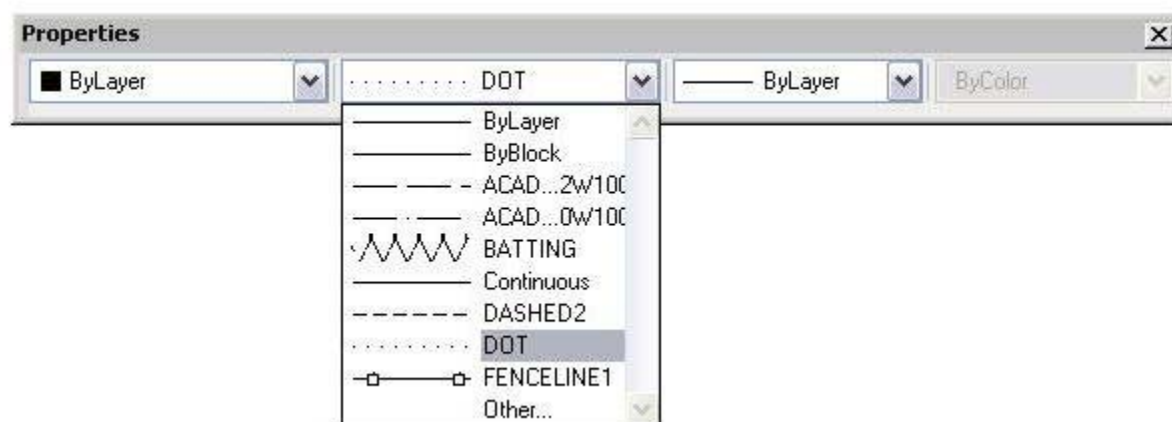 Properties
ByLayer DOT ByLayer ByColor
ByLayer
ByBlock
ACAD...2W100
ACAD...0W100
BATTING
Continuous
DASHED2
DOT
FENCELINE1
Other...